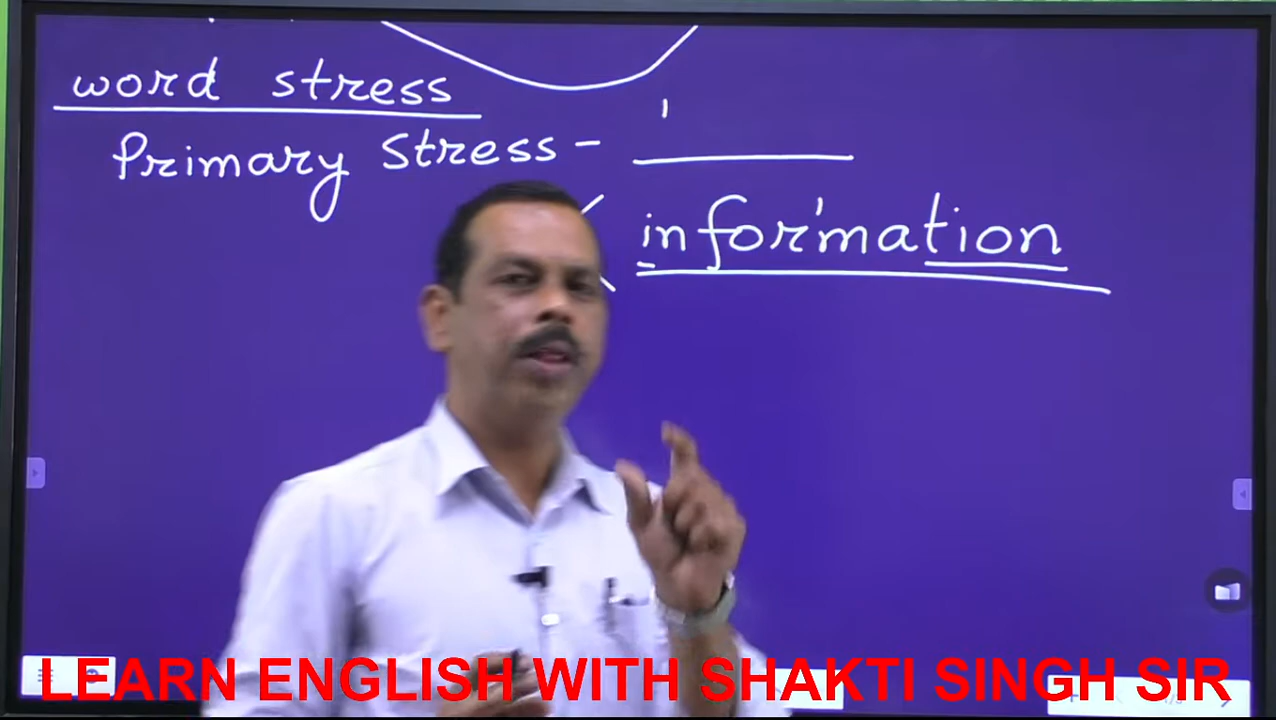 word stress
Primary Stress -
infor'mation
LEARN ENGLISH WITH SHAKTI SINGH SIR